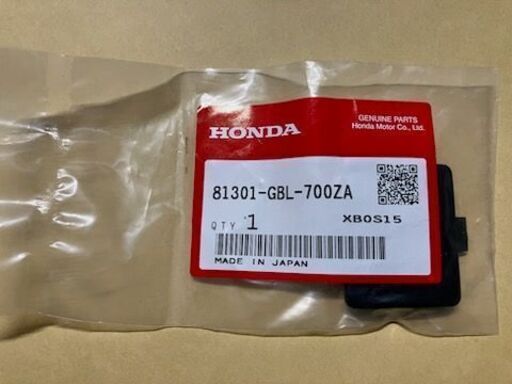 HONDA
GENUINE PARTS
Honda Motor Co., Ltd.
81301-GBL-700ZA
QTY 1
XB0S15
MADE IN JAPAN